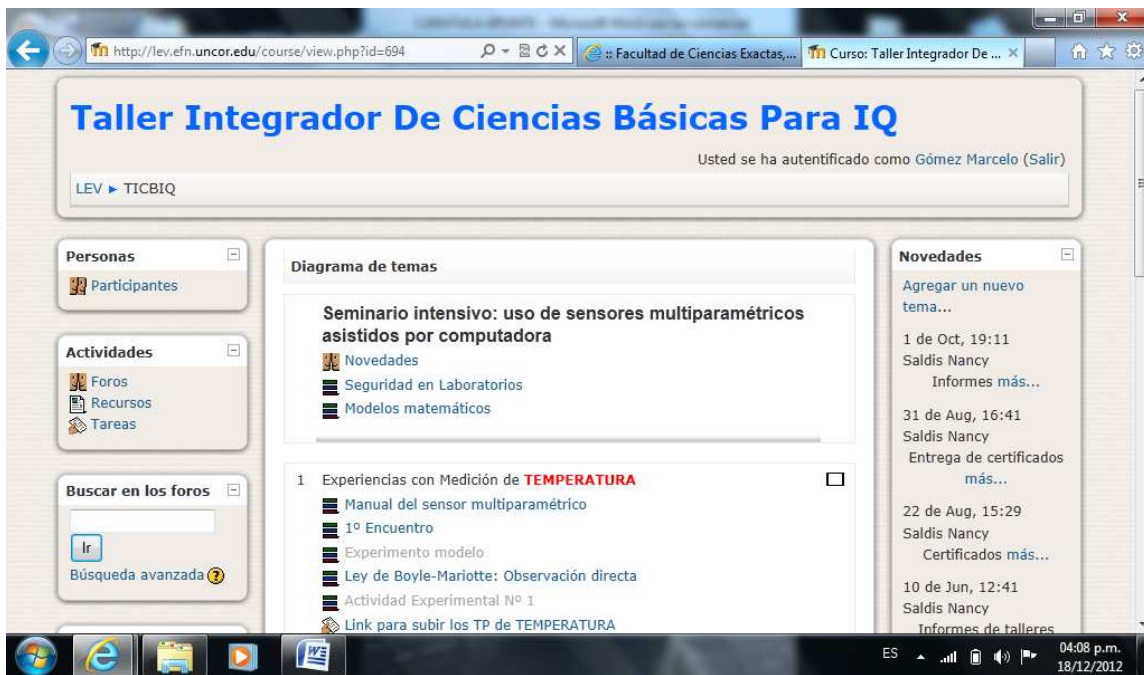 http://lev.efn.uncor.edu/course/view.php?id=694
:: Facultad de Ciencias Exactas,...
Curso: Taller Integrador De ...
Taller Integrador De Ciencias Básicas Para IQ
Usted se ha autentificado como Gómez Marcelo (Salir)
LEV ► TICBIQ
Personas
Participantes
Actividades
Foros
Recursos
Tareas
Buscar en los foros
Ir
Búsqueda avanzada
Diagrama de temas
Seminario intensivo: uso de sensores multiparamétricos
asistidos por computadora
Novedades
Seguridad en Laboratorios
Modelos matemáticos
1 Experiencias con Medición de TEMPERATURA
Manual del sensor multiparamétrico
1º Encuentro
Experimento modelo
Ley de Boyle-Mariotte: Observación directa
Actividad Experimental Nº 1
Link para subir los TP de TEMPERATURA
Novedades
Agregar un nuevo
tema...
1 de Oct, 19:11
Saldis Nancy
Informes más...
31 de Aug, 16:41
Saldis Nancy
Entrega de certificados
más...
22 de Aug, 15:29
Saldis Nancy
Certificados más...
10 de Jun, 12:41
Saldis Nancy
Informes de talleres
ES
04:08 p.m.
18/12/2012